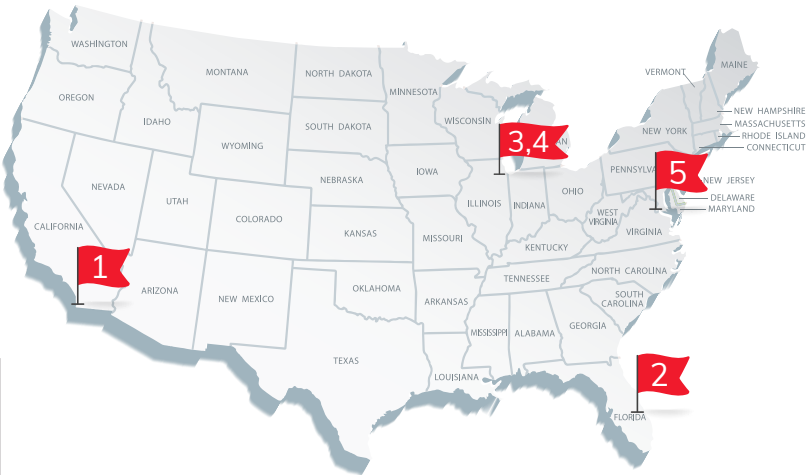 WASHINGTON
MONTANA
NORTH DAKOTA
MINNESOTA
VERMONT
MAINE
OREGON
IDAHO
SOUTH DAKOTA
WISCONSIN
NEW HAMPSHIRE
MASSACHUSETTS
RHODE ISLAND
CONNECTICUT
NEW YORK
3,4
AN
WYOMING
NEBRASKA
IOWA
PENNSYLVA
5
NEW JERSEY
DELAWARE
MARYLAND
NEVADA
UTAH
COLORADO
ILLINOIS
INDIANA
OHIO
WEST
VIRGINIA
VIRGINIA
CALIFORNIA
KANSAS
MISSOURI
KENTUCKY
1
ARIZONA
NEW MEXICO
OKLAHOMA
ARKANSAS
TENNESSEE
NORTH CAROLINA
SOUTH
CAROLINA
MISSISSIPPI
ALABAMA
GEORGIA
TEXAS
LOUISIANA
2
FLORIDA